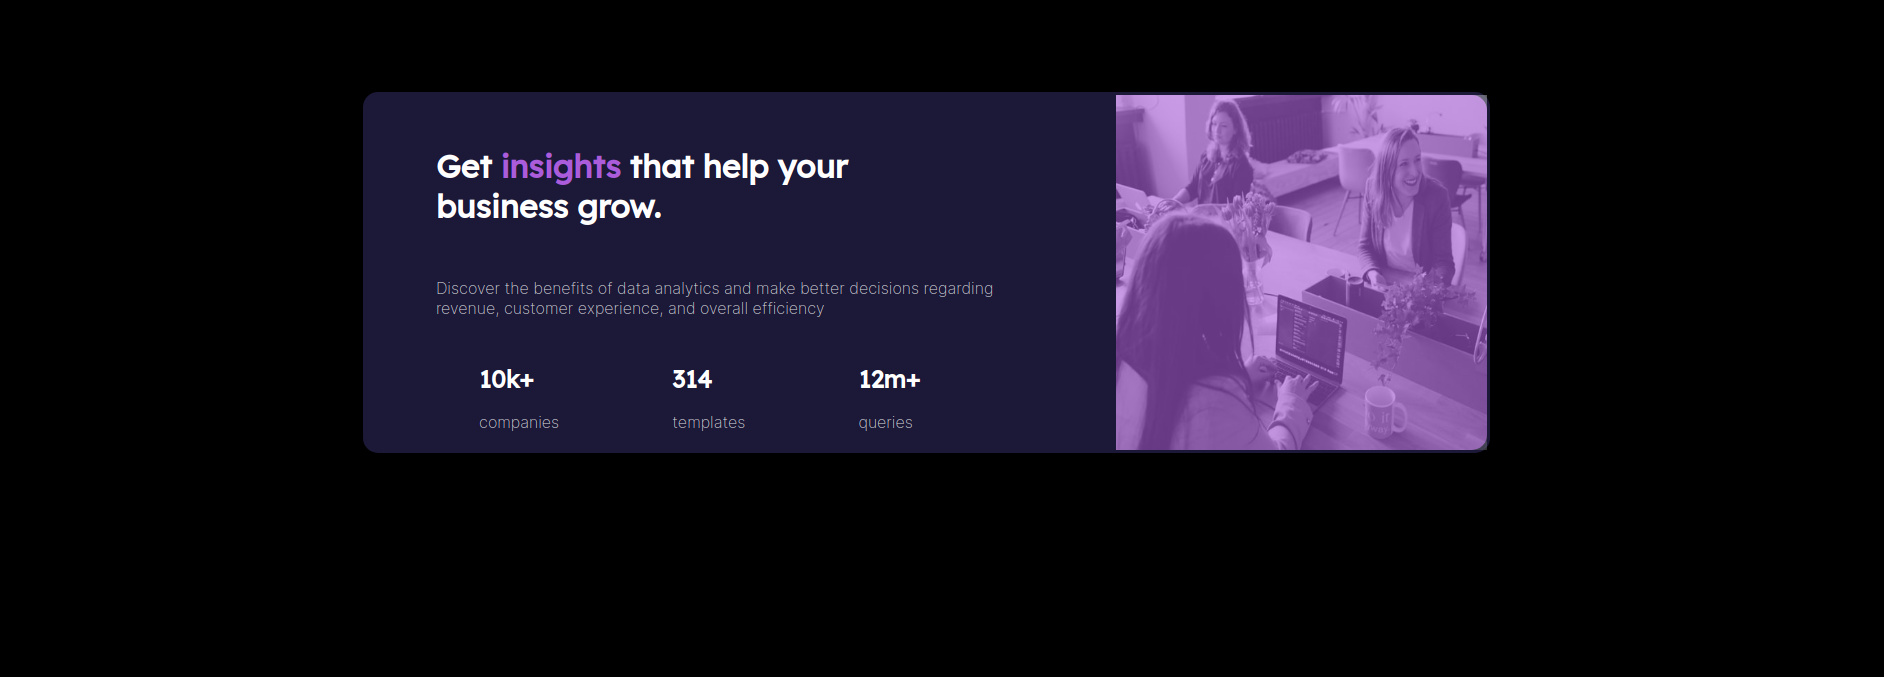 Get insights that help your
business grow.
Discover the benefits of data analytics and make better decisions regarding
revenue, customer experience, and overall efficiency
10k+ 314 12m+
companies templates queries